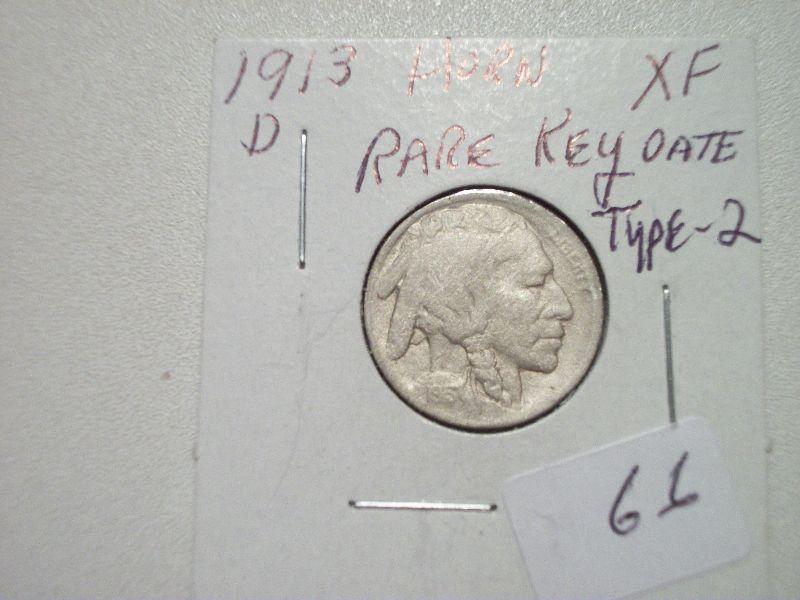 1913 HORN XF
D RARE KEY DATE
TYPE-2
LIBERTY
61